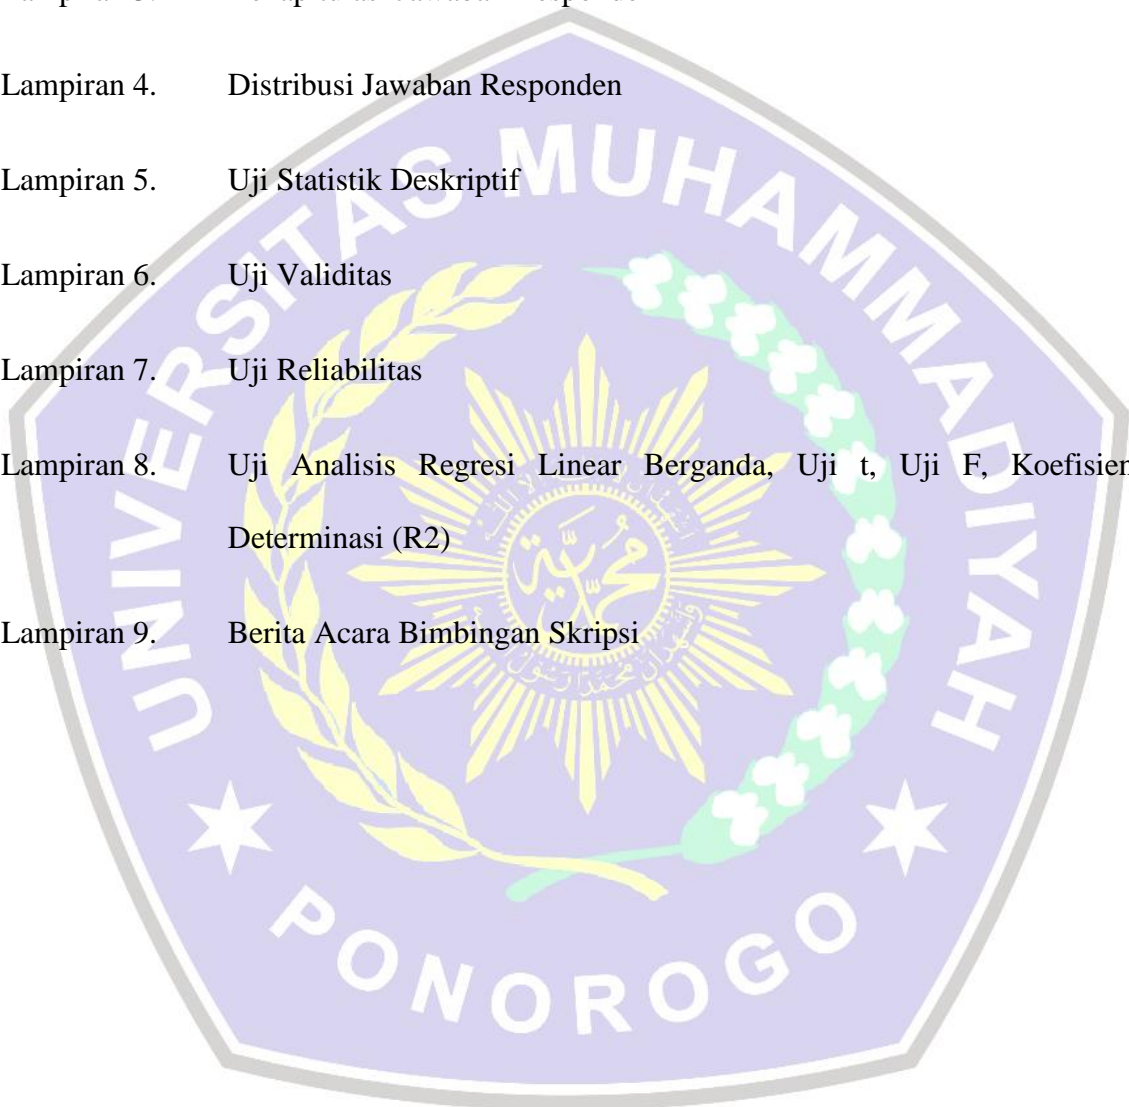 Lampiran 4. Distribusi Jawaban Responden
Lampiran 5. Uji Statistik Deskriptif
Lampiran 6. Uji Validitas
Lampiran 7. Uji Reliabilitas
Lampiran 8. Uji Analisis Regresi Linear Berganda, Uji t, Uji F, Koefisien
Determinasi (R2)
Lampiran 9. Berita Acara Bimbingan Skripsi
UNIVERSITAS MUHAMMADIYAH
PONOROGO